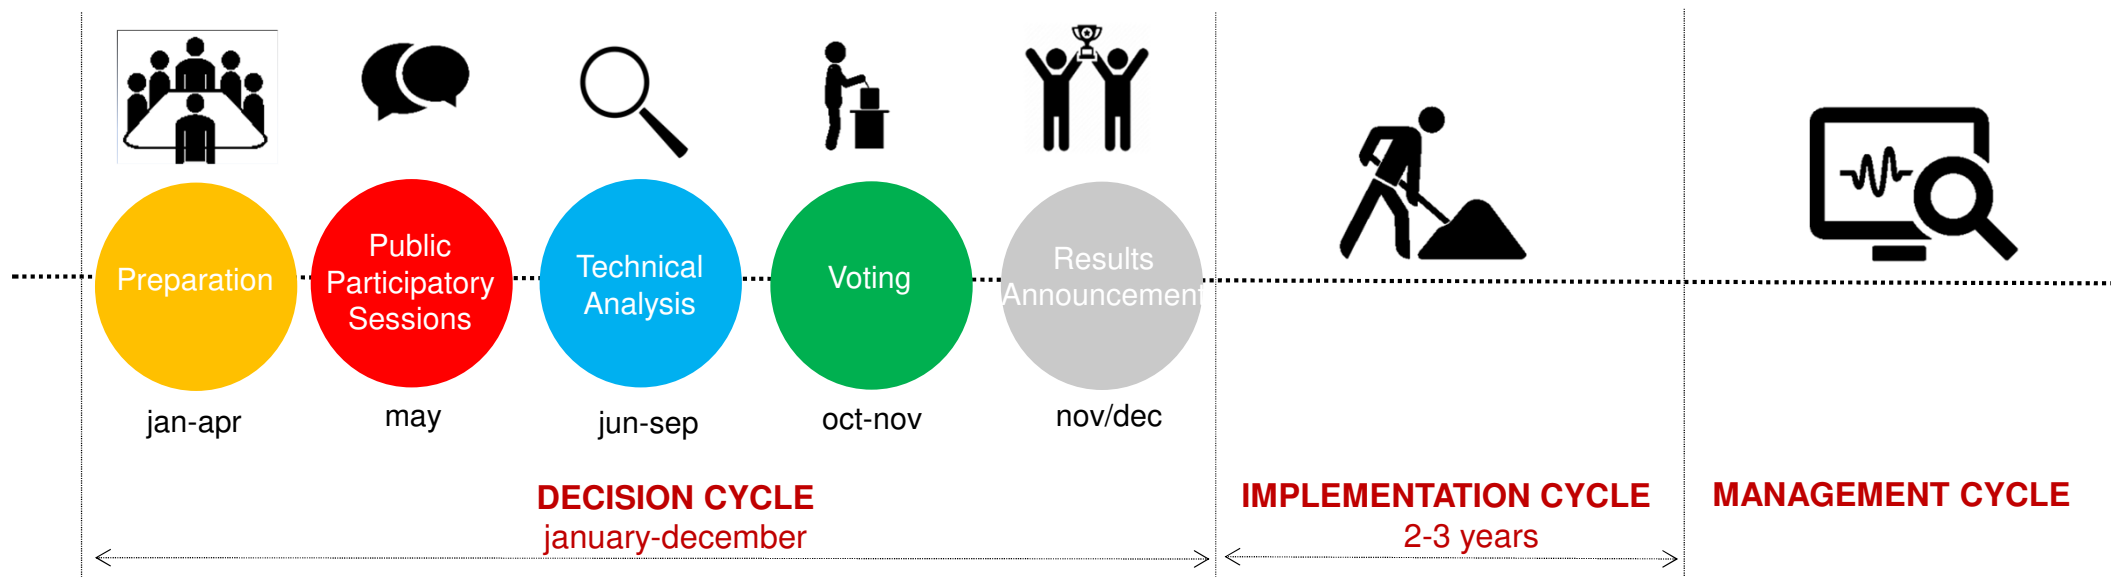 Preparation
Public
Participatory
Sessions
Technical
Analysis
Voting
Results
Announcement
jan-apr
may
jun-sep
oct-nov
nov/dec
DECISION CYCLE
january-december
IMPLEMENTATION CYCLE
2-3 years
MANAGEMENT CYCLE